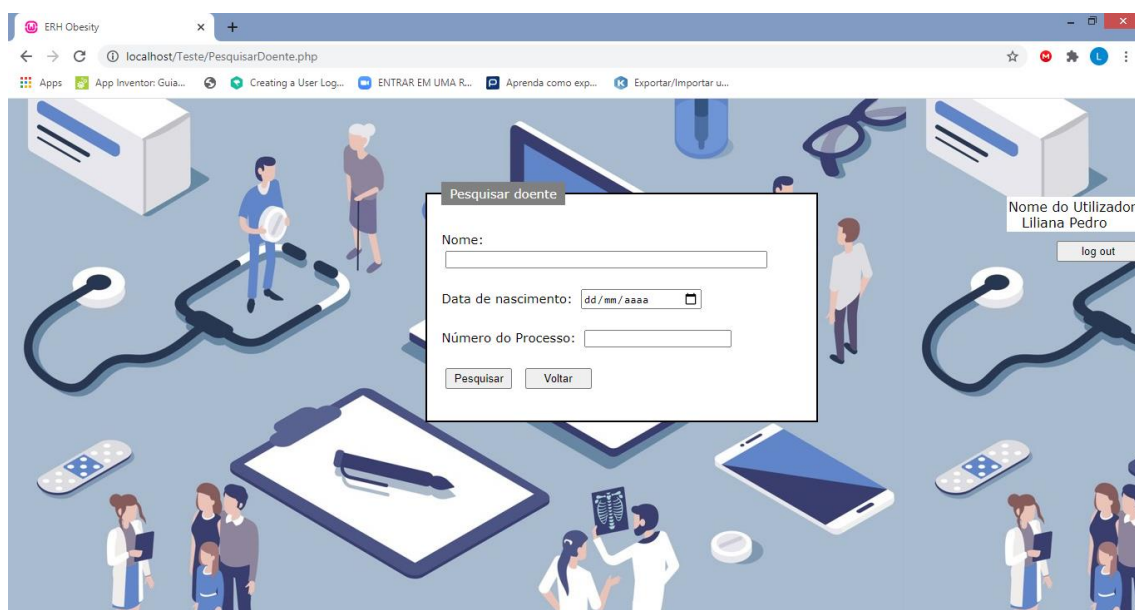 ERH Obesity
localhost/Teste/PesquisarDoente.php
Apps App Inventor: Guia... Creating a User Log... ENTRAR EM UMA R... Aprenda como exp... Exportar/Importar u...
Pesquisar doente
Nome do Utilizador
Liliana Pedro
log out
Nome:
Data de nascimento: dd/mm/aaaa
Número do Processo:
Pesquisar Voltar